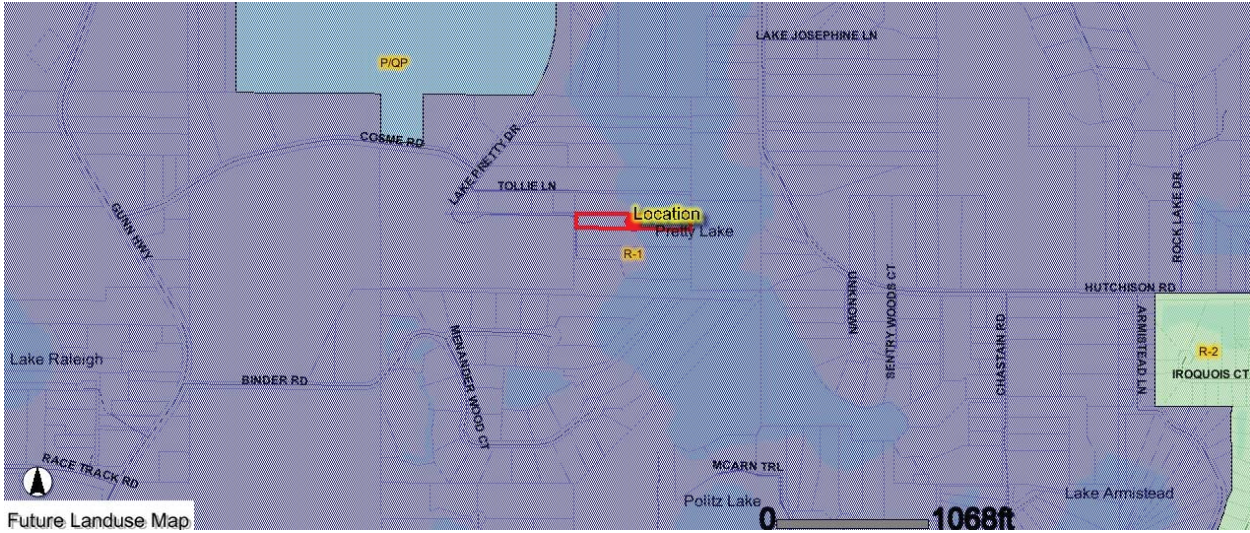 LAKE JOSEPHINE LN
P/QP
COSME RD
LAKE PRETTY DR
TOLLIE LN
ROCK LAKE DR
GUNN HWY
Location
Pretty Lake
R-1
UNKNOWN
SENTRY WOODS CT
HUTCHISON RD
CHASTAIN RD
ARMISTEAD LN
Lake Raleigh
MENANDER WOOD CT
R-2
IROQUOIS CT
BINDER RD
RACE TRACK RD
MCARN TRL
Politz Lake
Lake Armistead
Future Landuse Map
0 1068ft